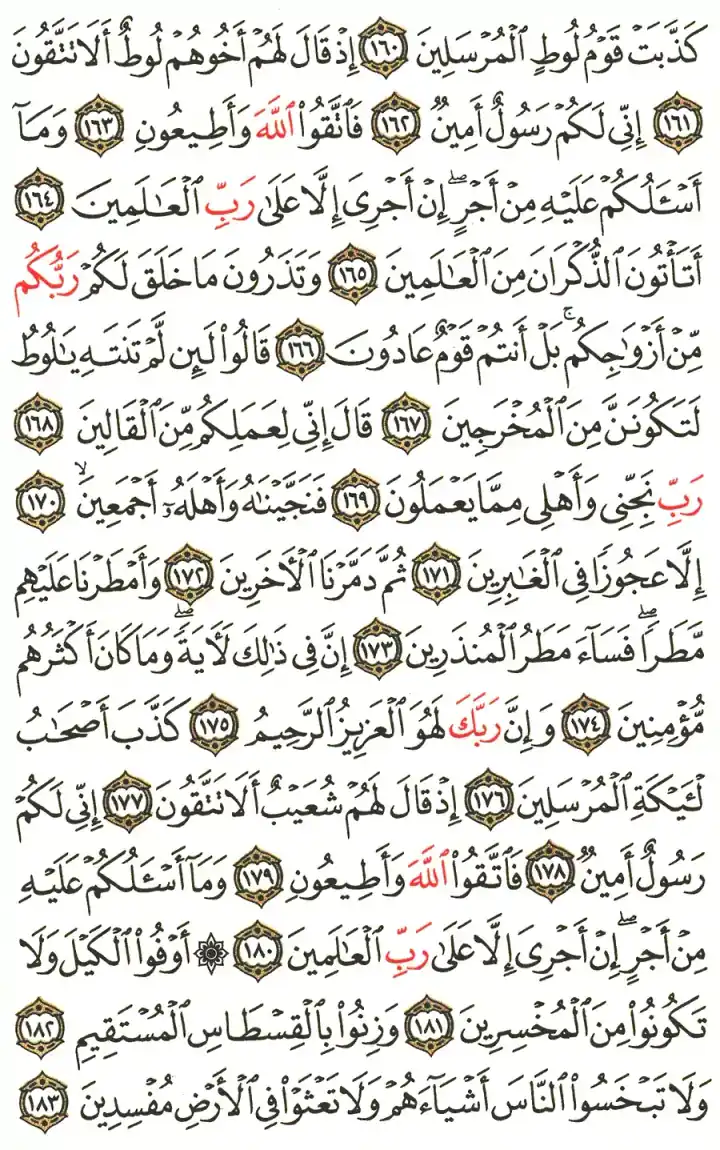 كَذَّبَتۡ قَوۡمُ لُوطٍ ٱلۡمُرۡسَلِينَ ١٦٠ إِذۡ قَالَ لَهُمۡ أَخُوهُمۡ لُوطٌ أَلَا تَتَّقُونَ
١٦١ إِنِّي لَكُمۡ رَسُولٌ أَمِينٞ ١٦٢ فَٱتَّقُواْ ٱللَّهَ وَأَطِيعُونِ ١٦٣ وَمَآ
أَسۡـَٔلُكُمۡ عَلَيۡهِ مِنۡ أَجۡرٍۖ إِنۡ أَجۡرِيَ إِلَّا عَلَىٰ رَبِّ ٱلۡعَٰلَمِينَ ١٦٤
أَتَأۡتُونَ ٱلذُّكۡرَانَ مِنَ ٱلۡعَٰلَمِينَ ١٦٥ وَتَذَرُونَ مَا خَلَقَ لَكُمۡ رَبُّكُم
مِّنۡ أَزۡوَٰجِكُمۚ بَلۡ أَنتُمۡ قَوۡمٌ عَادُونَ ١٦٦ قَالُواْ لَئِن لَّمۡ تَنتَهِ يَٰلُوطُ
لَتَكُونَنَّ مِنَ ٱلۡمُخۡرَجِينَ ١٦٧ قَالَ إِنِّي لِعَمَلِكُم مِّنَ ٱلۡقَالِينَ ١٦٨
رَبِّ نَجِّنِي وَأَهۡلِي مِمَّا يَعۡمَلُونَ ١٦٩ فَنَجَّيۡنَٰهُ وَأَهۡلَهُۥٓ أَجۡمَعِينَۙ ١٧٠
إِلَّا عَجُوزٗا فِي ٱلۡغَٰبِرِينَ ١٧١ ثُمَّ دَمَّرۡنَا ٱلۡأٓخَرِينَ ١٧٢ وَأَمۡطَرۡنَا عَلَيۡهِم
مَّطَرٗاۖ فَسَآءَ مَطَرُ ٱلۡمُنذَرِينَ ١٧٣ إِنَّ فِي ذَٰلِكَ لَأٓيَةٗۖ وَمَا كَانَ أَكۡثَرُهُم
مُّؤۡمِنِينَ ١٧٤ وَإِنَّ رَبَّكَ لَهُوَ ٱلۡعَزِيزُ ٱلرَّحِيمُ ١٧٥ كَذَّبَ أَصۡحَٰبُ
لۡـَٔيۡكَةِ ٱلۡمُرۡسَلِينَ ١٧٦ إِذۡ قَالَ لَهُمۡ شُعَيۡبٌ أَلَا تَتَّقُونَ ١٧٧ إِنِّي لَكُمۡ
رَسُولٌ أَمِينٞ ١٧٨ فَٱتَّقُواْ ٱللَّهَ وَأَطِيعُونِ ١٧٩ وَمَآ أَسۡـَٔلُكُمۡ عَلَيۡهِ
مِنۡ أَجۡرٍۖ إِنۡ أَجۡرِيَ إِلَّا عَلَىٰ رَبِّ ٱلۡعَٰلَمِينَ ١٨٠ ۞ أَوۡفُواْ ٱلۡكَيۡلَ وَلَا
تَكُونُواْ مِنَ ٱلۡمُخۡسِرِينَ ١٨١ وَزِنُواْ بِٱلۡقِسۡطَاسِ ٱلۡمُسۡتَقِيمِ ١٨٢
وَلَا تَبۡخَسُواْ ٱلنَّاسَ أَشۡيَآءَهُمۡ وَلَا تَعۡثَوۡاْ فِي ٱلۡأَرۡضِ مُفۡسِدِينَ ١٨٣